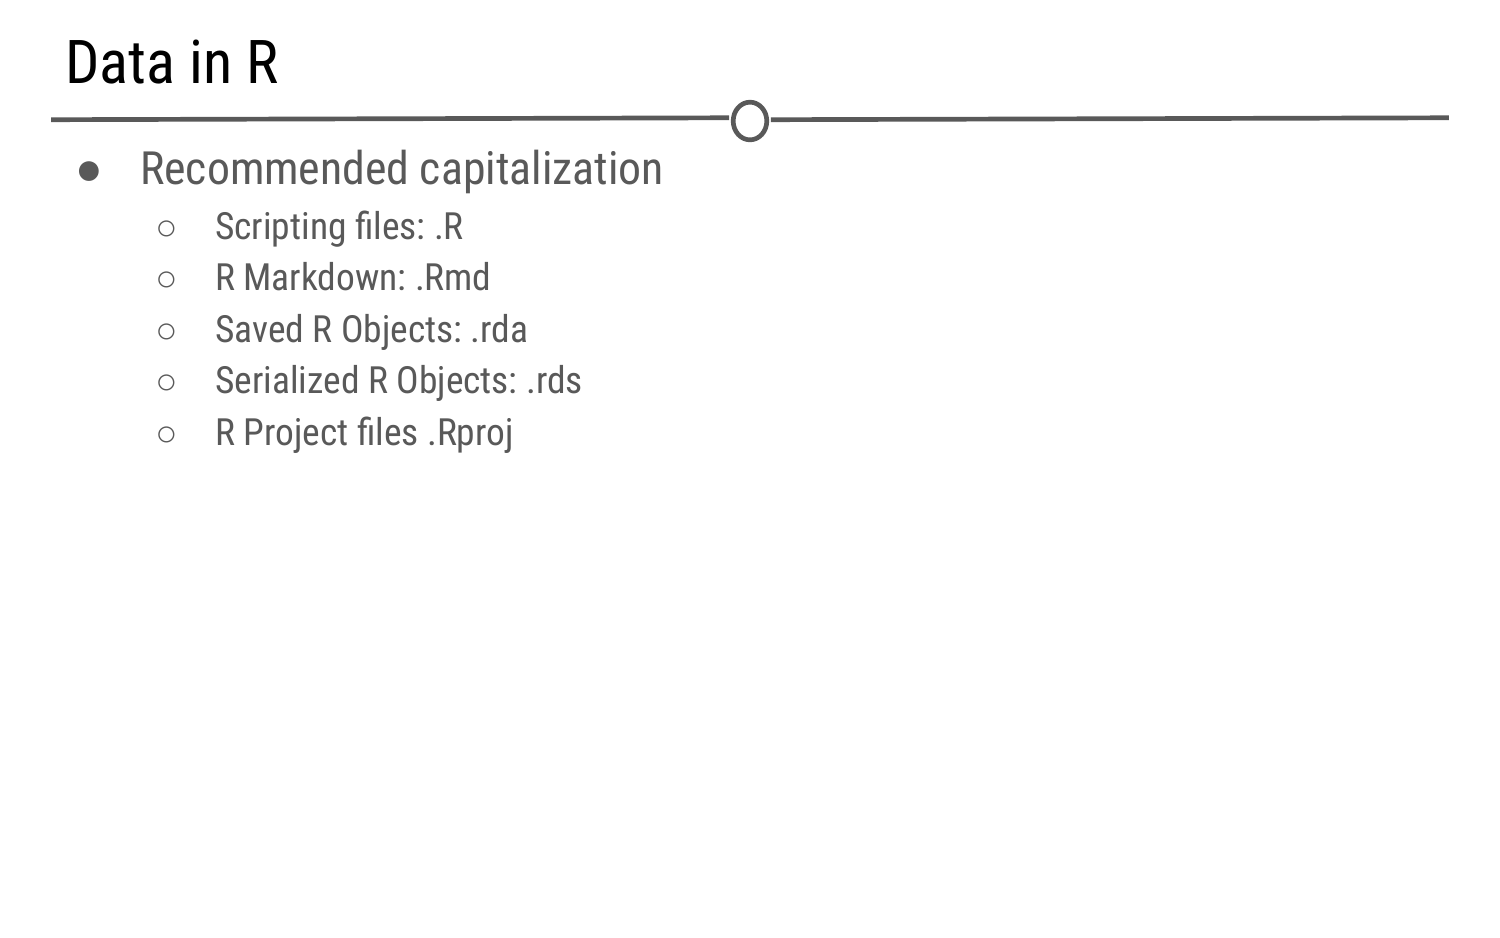 Data in R
● Recommended capitalization
○ Scripting files: .R
○ R Markdown: .Rmd
○ Saved R Objects: .rda
○ Serialized R Objects: .rds
○ R Project files .Rproj